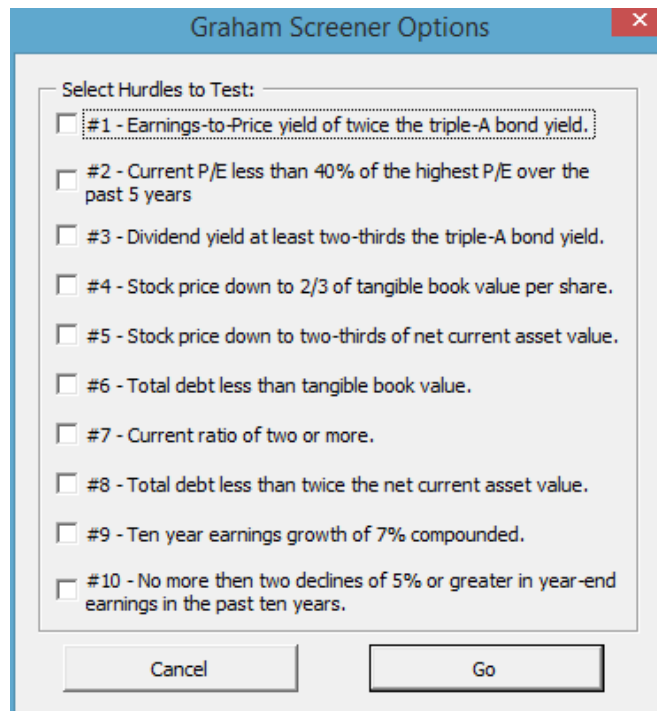 Graham Screener Options
x
Select Hurdles to Test:
#1 - Earnings-to-Price yield of twice the triple-A bond yield.
#2 - Current P/E less than 40% of the highest P/E over the
past 5 years
#3 - Dividend yield at least two-thirds the triple-A bond yield.
#4 - Stock price down to 2/3 of tangible book value per share.
#5 - Stock price down to two-thirds of net current asset value.
#6 - Total debt less than tangible book value.
#7 - Current ratio of two or more.
#8 - Total debt less than twice the net current asset value.
#9 - Ten year earnings growth of 7% compounded.
#10 - No more then two declines of 5% or greater in year-end
earnings in the past ten years.
Cancel
Go